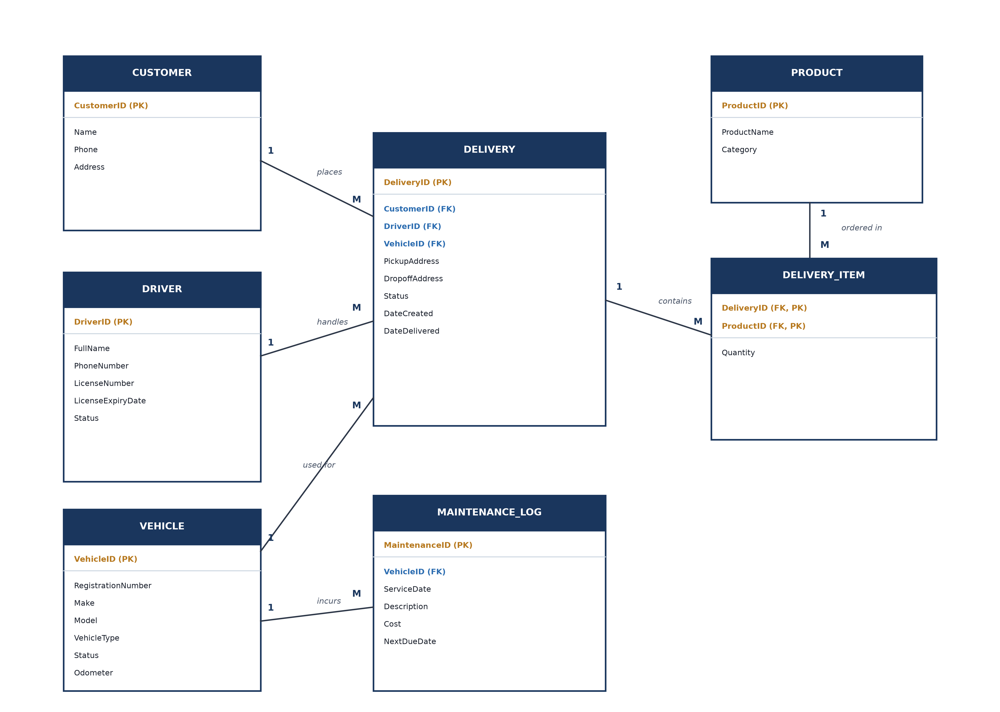 CUSTOMER
CustomerID (PK)
Name
Phone
Address
1
places
M
DELIVERY
DeliveryID (PK)
CustomerID (FK)
DriverID (FK)
VehicleID (FK)
PickupAddress
DropoffAddress
Status
DateCreated
DateDelivered
PRODUCT
ProductID (PK)
ProductName
Category
1
ordered in
M
DELIVERY_ITEM
DeliveryID (FK, PK)
ProductID (FK, PK)
Quantity
1
contains
M
DRIVER
DriverID (PK)
FullName
PhoneNumber
LicenseNumber
LicenseExpiryDate
Status
M
handles
1
M
used for
1
VEHICLE
VehicleID (PK)
RegistrationNumber
Make
Model
VehicleType
Status
Odometer
1
incurs
M
MAINTENANCE_LOG
MaintenanceID (PK)
VehicleID (FK)
ServiceDate
Description
Cost
NextDueDate